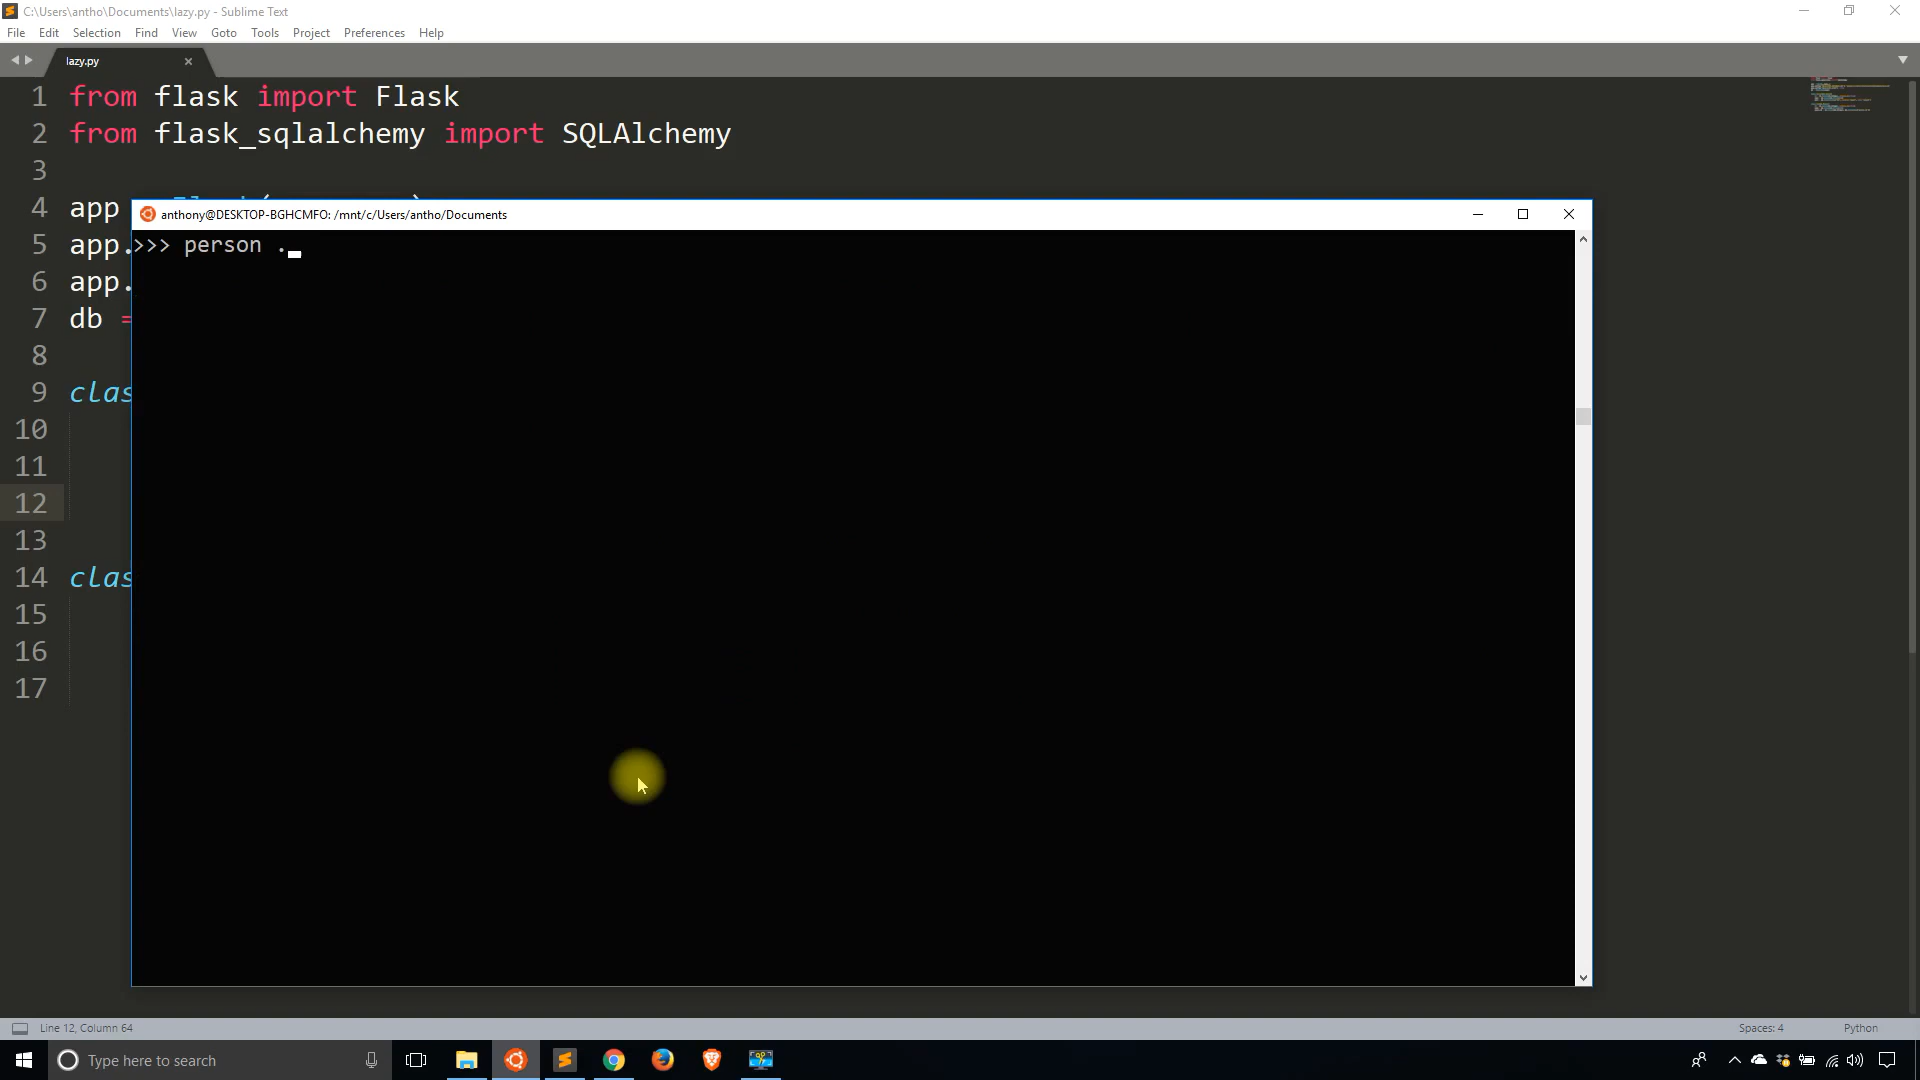 C:\Users\antho\Documents\lazy.py - Sublime Text
File Edit Selection Find View Goto Tools Project Preferences Help
lazy.py
1 from flask import Flask
2 from flask_sqlalchemy import SQLAlchemy
3
4 app
anthony@DESKTOP-BGHCMFO: /mnt/c/Users/antho/Documents
5 app.
>>> person .
6 app.
7 db =
8
9 clas
10
11
12
13
14 clas
15
16
17
Line 12, Column 64 Spaces: 4 Python
Type here to search